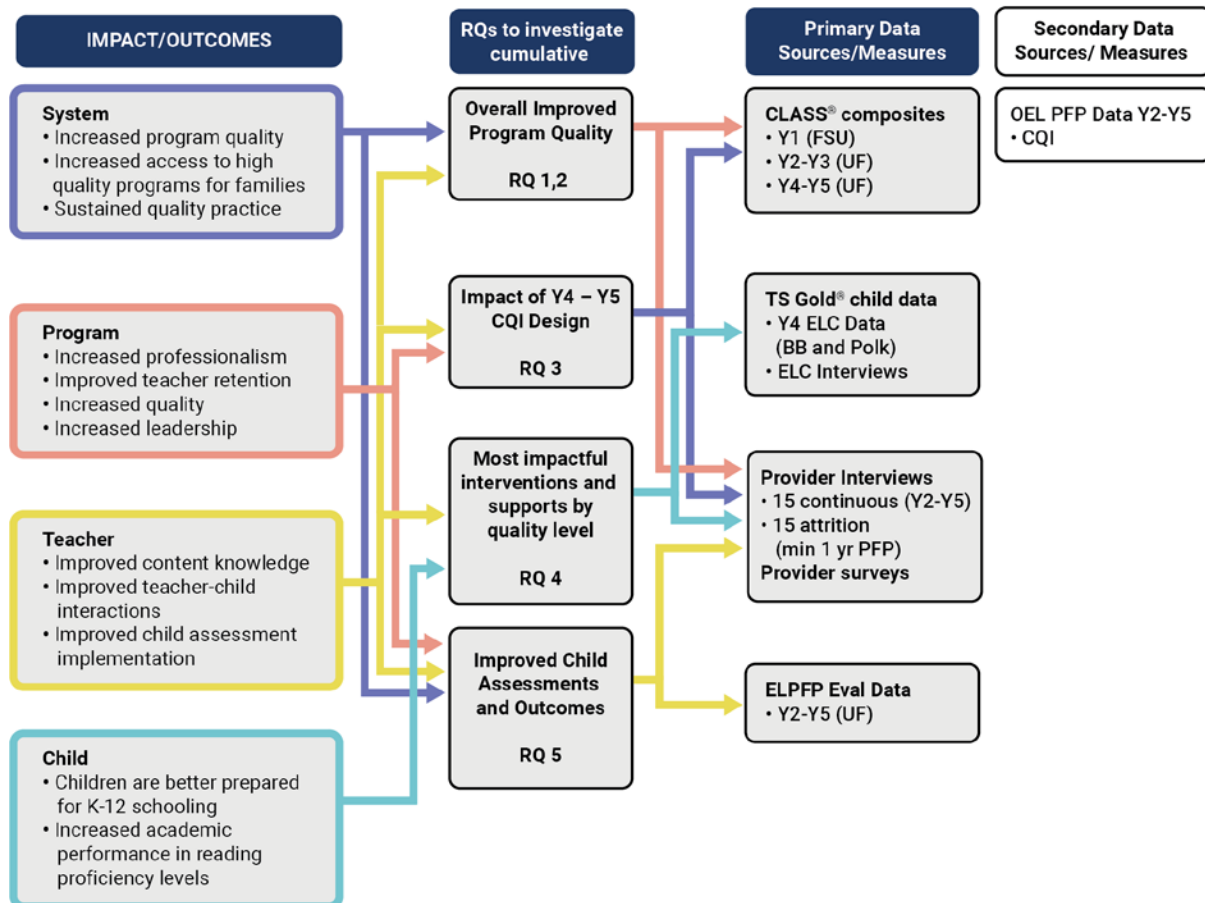 IMPACT/OUTCOMES
System
• Increased program quality
• Increased access to high
quality programs for families
• Sustained quality practice
Program
• Increased professionalism
• Improved teacher retention
• Increased quality
• Increased leadership
Teacher
• Improved content knowledge
• Improved teacher-child
interactions
• Improved child assessment
implementation
Child
• Children are better prepared
for K-12 schooling
• Increased academic
performance in reading
proficiency levels
RQs to investigate
cumulative
Overall Improved
Program Quality
RQ 1,2
Impact of Y4 – Y5
CQI Design
RQ 3
Most impactful
interventions and
supports by
quality level
RQ 4
Improved Child
Assessments
and Outcomes
RQ 5
Primary Data
Sources/Measures
CLASS® composites
• Y1 (FSU)
• Y2-Y3 (UF)
• Y4-Y5 (UF)
TS Gold® child data
• Y4 ELC Data
(BB and Polk)
• ELC Interviews
Provider Interviews
• 15 continuous (Y2-Y5)
• 15 attrition
(min 1 yr PFP)
Provider surveys
ELPFP Eval Data
• Y2-Y5 (UF)
Secondary Data
Sources/ Measures
OEL PFP Data Y2-Y5
• CQI